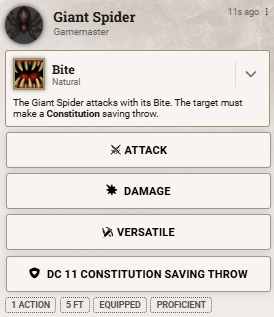 Giant Spider
11s ago
Gamemaster
Bite
Natural
The Giant Spider attacks with its Bite. The target must
make a Constitution saving throw.
ATTACK
DAMAGE
VERSATILE
DC 11 CONSTITUTION SAVING THROW
1 ACTION 5 FT EQUIPPED PROFICIENT